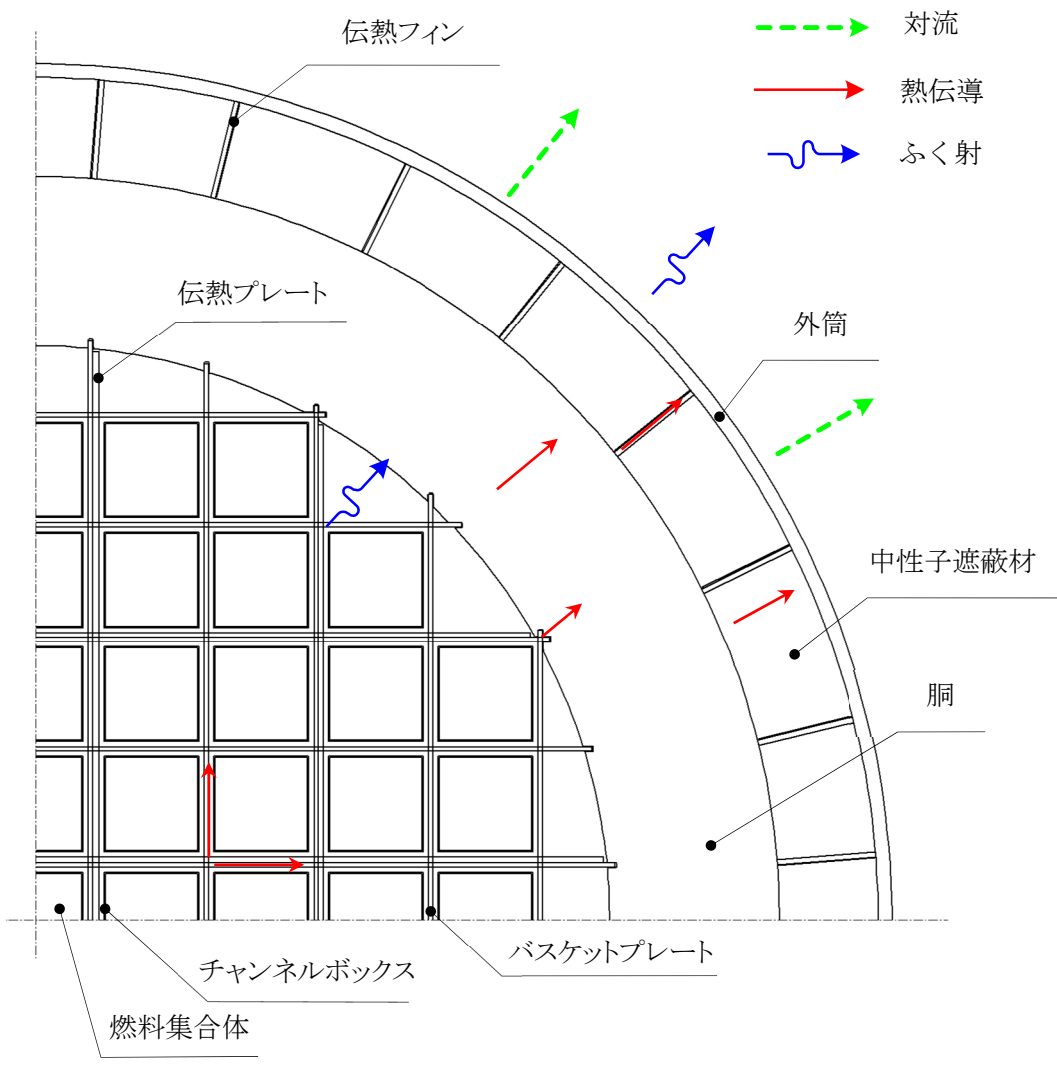 伝熱フィン
対流
熱伝導
ふく射
伝熱プレート
外筒
中性子遮蔽材
胴
バスケットプレート
チャンネルボックス
燃料集合体